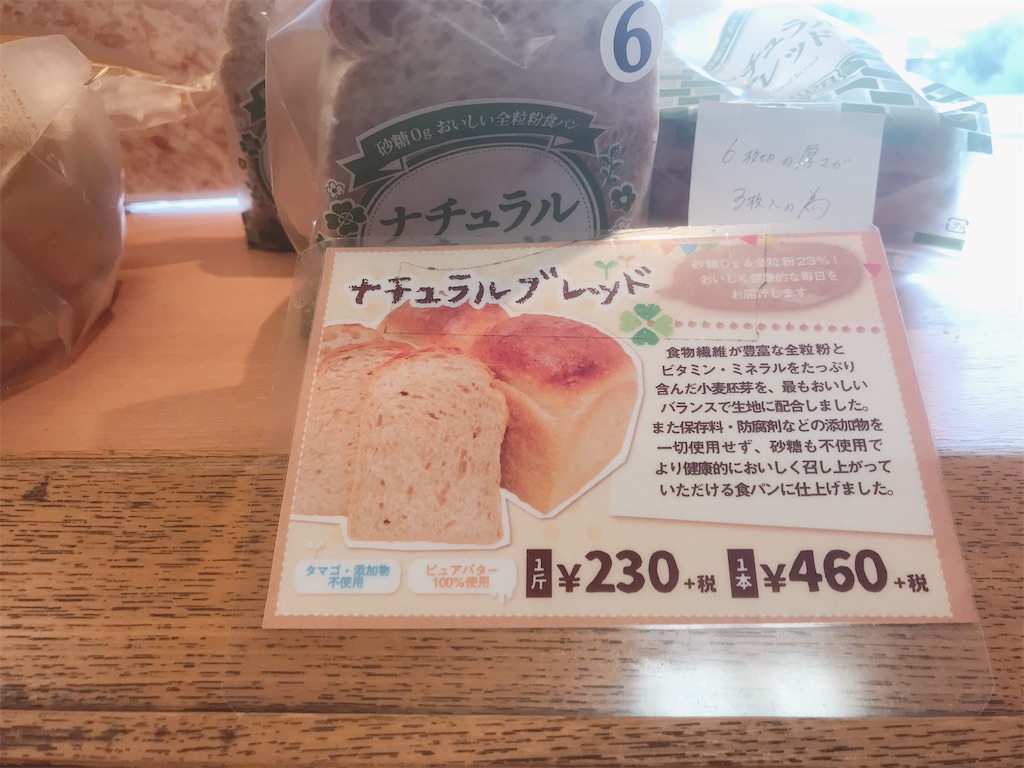 6
砂糖0g おいしい全粒粉食パン
ナチュラル
ナチュラ
レッド
6枚切の厚さが
3枚入の為
ナチュラルブレッド
砂糖0g&全粒粉23%!
おいしく健康的な毎日を
お届けします。
食物繊維が豊富な全粒粉と
ビタミン・ミネラルをたっぷり
含んだ小麦胚芽を、最もおいしい
バランスで生地に配合しました。
また保存料・防腐剤などの添加物を
一切使用せず、砂糖も不使用で
より健康的においしく召し上がって
いただける食パンに仕上げました。
タマゴ・添加物
不使用
ピュアバター
100%使用
1斤 ¥230+税 1本 ¥460+税